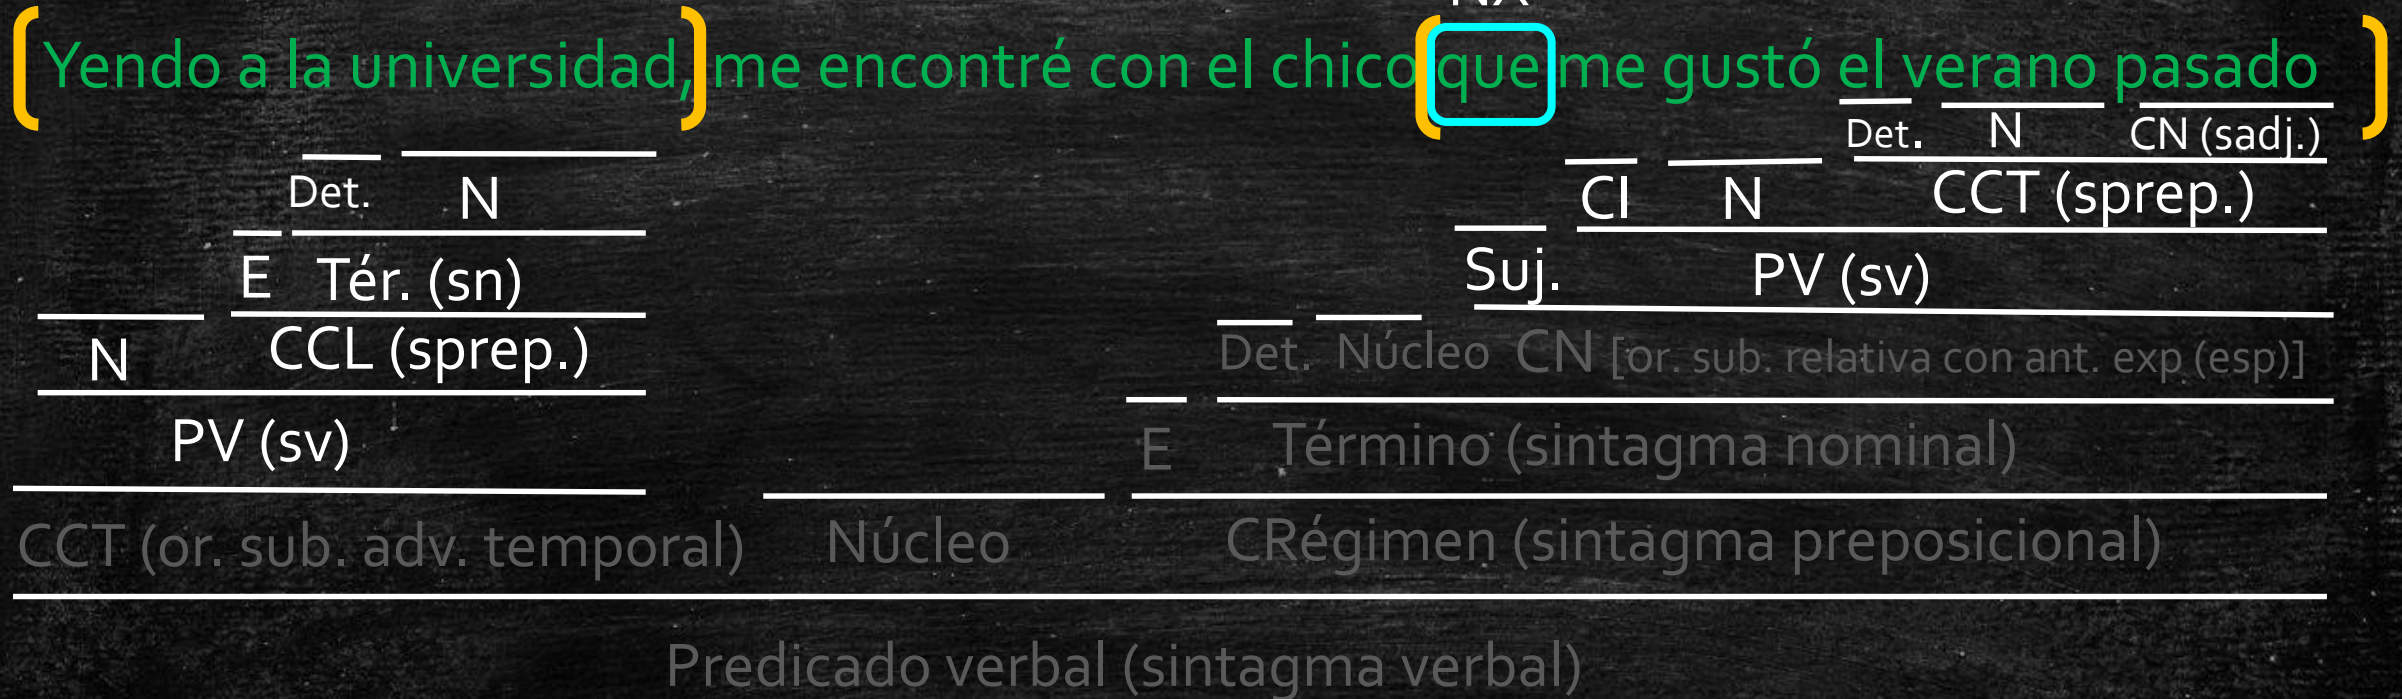 NX
Yendo a la universidad, me encontré con el chico que me gustó el verano pasado
Det. N CN (sadj.)
Det. N CI N CCT (sprep.)
E Tér. (sn) Suj. PV (sv)
N CCL (sprep.) Det. Núcleo CN [or. sub. relativa con ant. exp (esp)]
PV (sv) E Término (sintagma nominal)
CCT (or. sub. adv. temporal) Núcleo CRégimen (sintagma preposicional)
Predicado verbal (sintagma verbal)